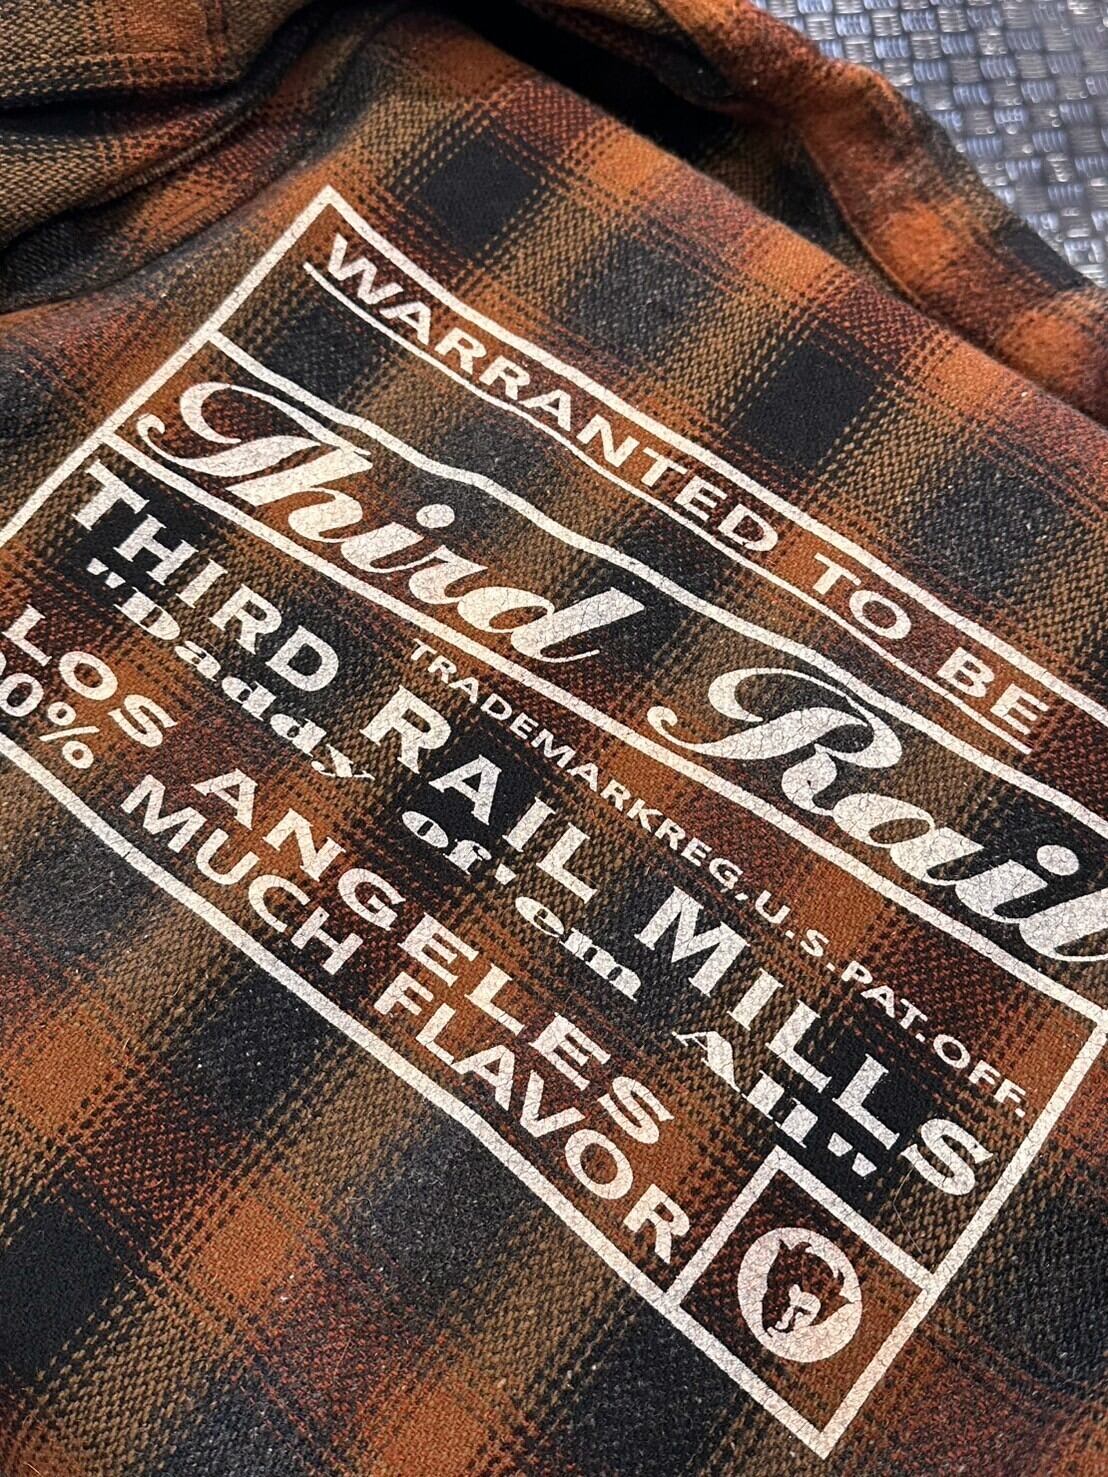 WARRANTED TO BE
Third Rail
TRADEMARKREG,U.S.PAT.OFF.
THIRD RAIL MILLS
"Daddy of 'em All"
LOS ANGELES
00% MUCH FLAVOR